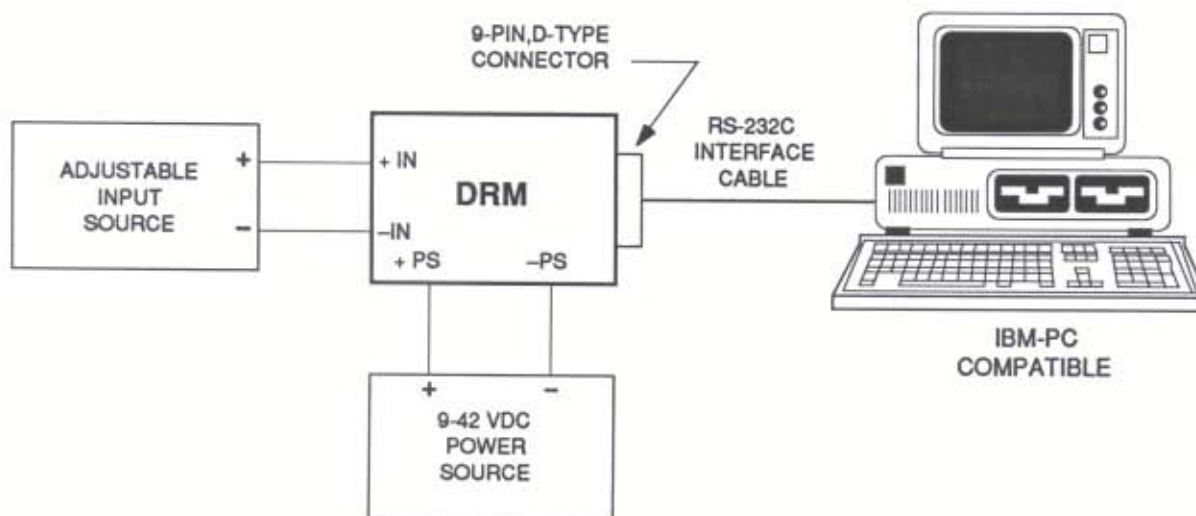 9-PIN,D-TYPE
CONNECTOR
ADJUSTABLE
INPUT
SOURCE
+
–
+ IN
–IN
DRM
+ PS
–PS
RS-232C
INTERFACE
CABLE
+
–
9-42 VDC
POWER
SOURCE
IBM-PC
COMPATIBLE